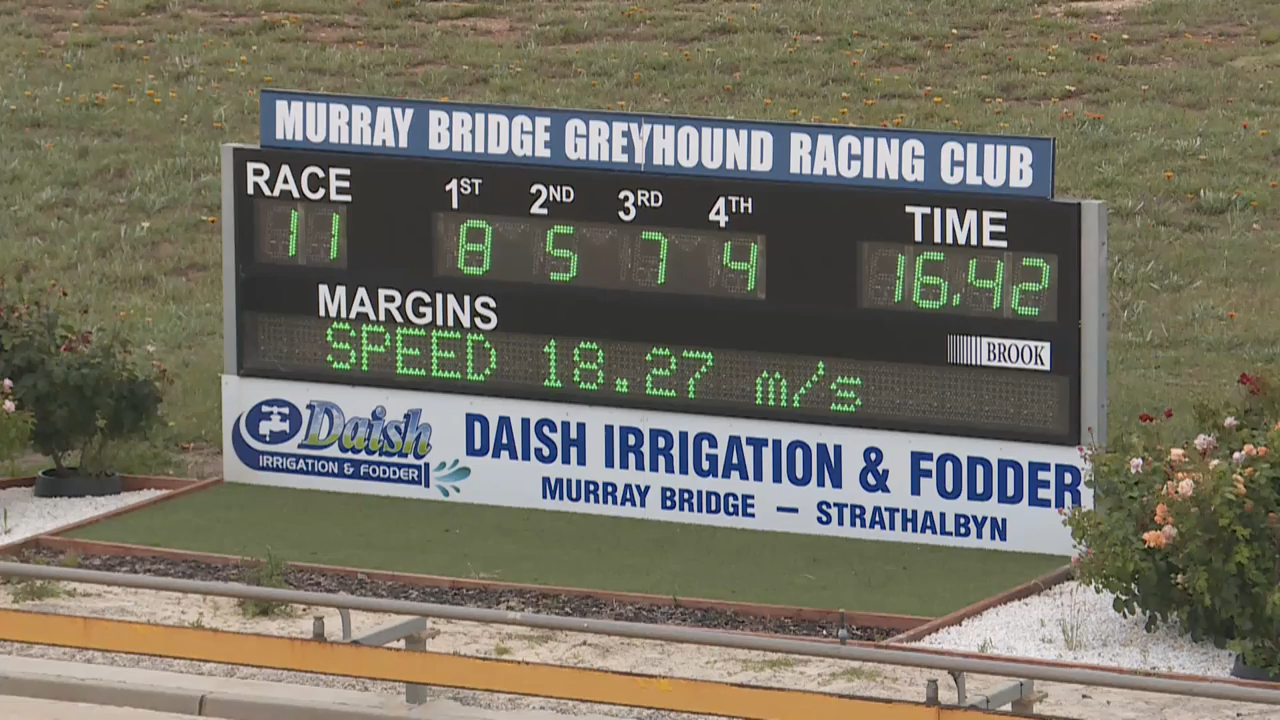 MURRAY BRIDGE GREYHOUND RACING CLUB
RACE 1ST 2ND 3RD 4TH TIME
11 8 5 7 4 16.42
MARGINS
SPEED 18.27 m/s
BROOK
Daish
IRRIGATION & FODDER
DAISH IRRIGATION & FODDER
MURRAY BRIDGE – STRATHALBYN